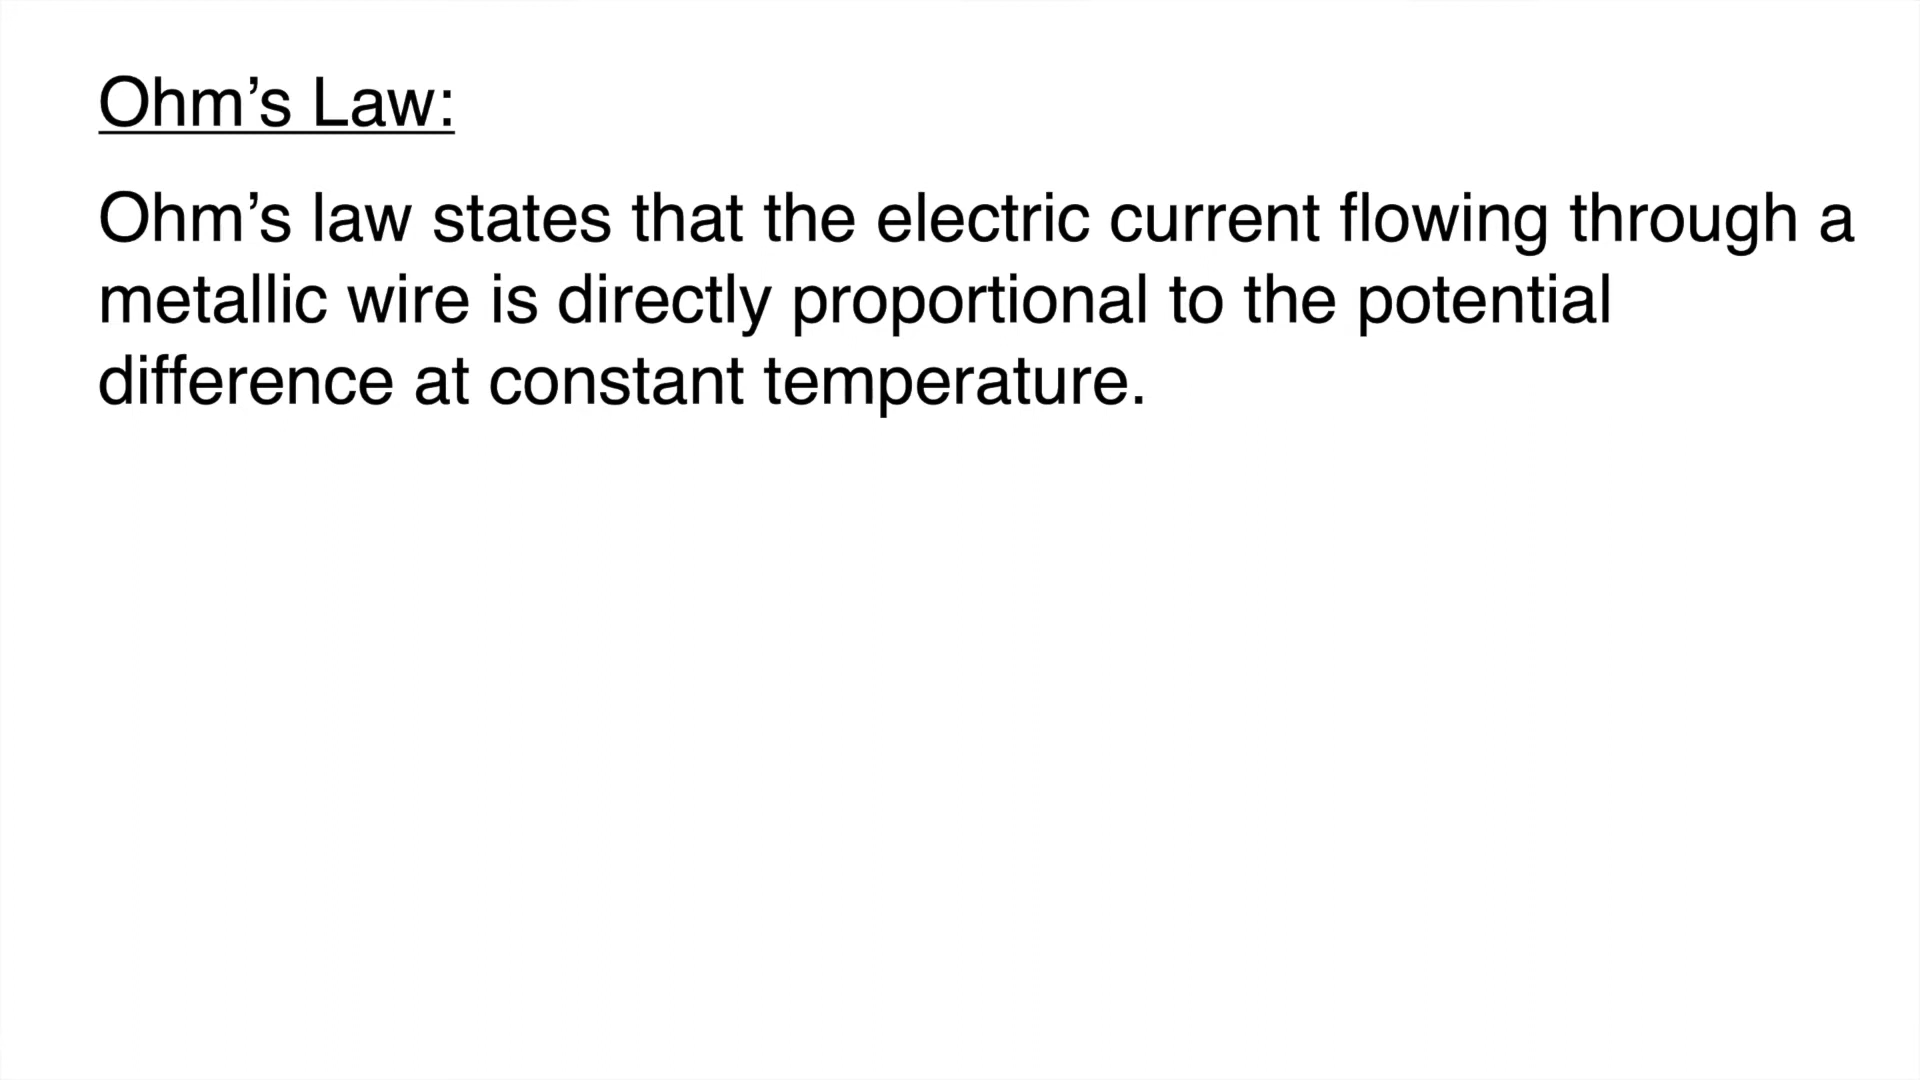 Ohm’s Law:
Ohm’s law states that the electric current flowing through a
metallic wire is directly proportional to the potential
difference at constant temperature.